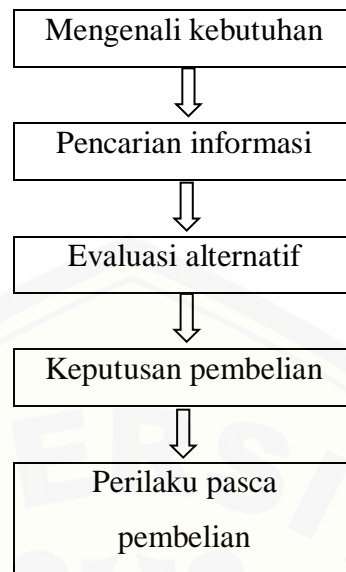 Mengenali kebutuhan
Pencarian informasi
Evaluasi alternatif
Keputusan pembelian
Perilaku pasca
pembelian